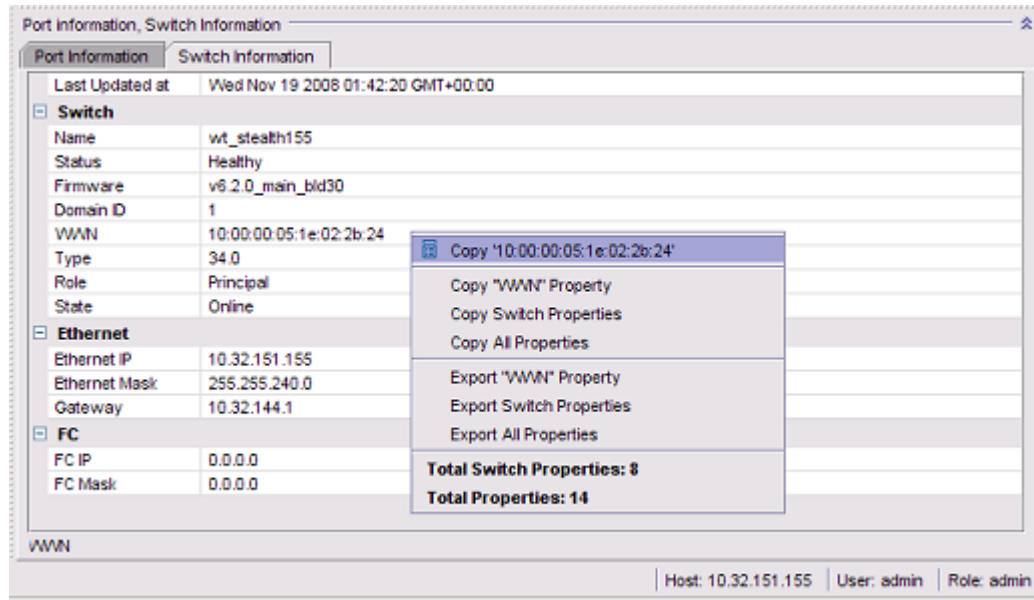 Port information, Switch Information
Port Information Switch Information
Last Updated at Wed Nov 19 2008 01:42:20 GMT+00:00
Switch
Name wt_stealth155
Status Healthy
Firmware v6.2.0_main_bld30
Domain ID 1
WWN 10:00:00:05:1e:02:2b:24
Type 34.0
Role Principal
State Online
Ethernet
Ethernet IP 10.32.151.155
Ethernet Mask 255.255.240.0
Gateway 10.32.144.1
FC
FC IP 0.0.0.0
FC Mask 0.0.0.0
Copy '10:00:00:05:1e:02:2b:24'
Copy "WWN" Property
Copy Switch Properties
Copy All Properties
Export "WWN" Property
Export Switch Properties
Export All Properties
Total Switch Properties: 8
Total Properties: 14
WWN
Host: 10.32.151.155 User: admin Role: admin